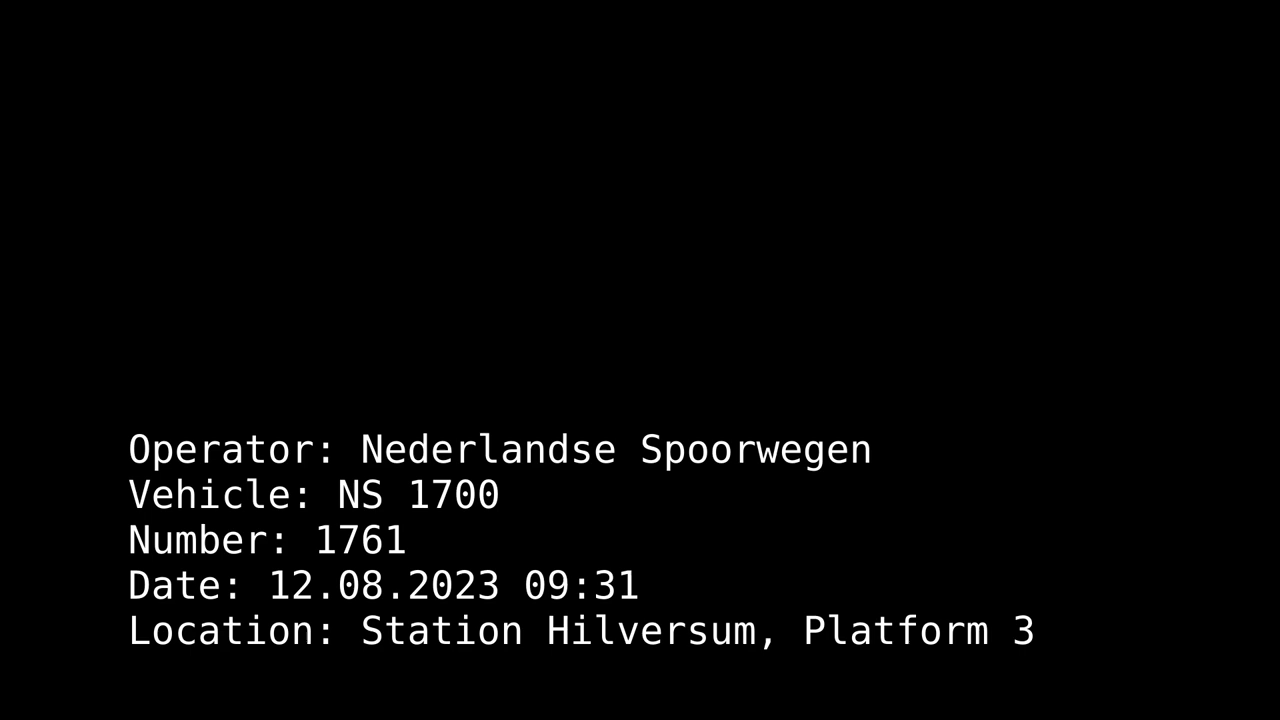 Operator: Nederlandse Spoorwegen
Vehicle: NS 1700
Number: 1761
Date: 12.08.2023 09:31
Location: Station Hilversum, Platform 3